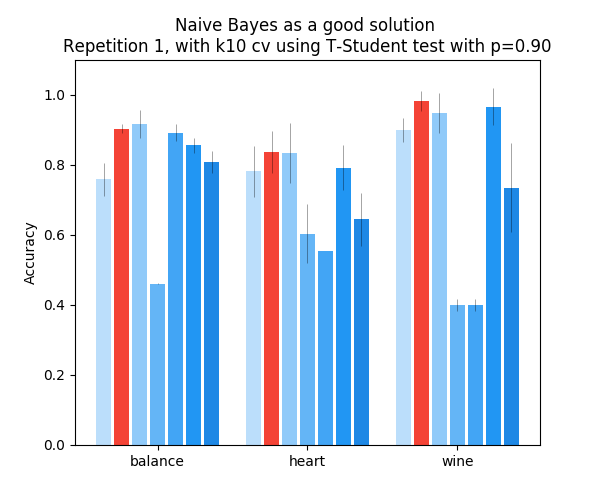 Naive Bayes as a good solution
Repetition 1, with k10 cv using T-Student test with p=0.90
1.0
0.8
0.6
0.4
0.2
0.0
Accuracy
balance
heart
wine